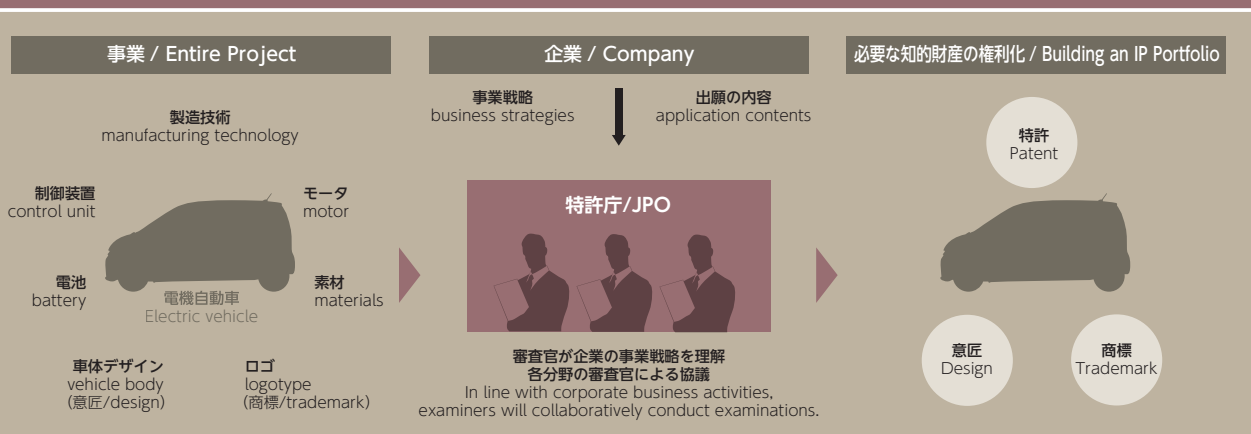 事業 / Entire Project
製造技術
manufacturing technology
制御装置
control unit
モータ
motor
電池
battery
電機自動車
Electric vehicle
素材
materials
車体デザイン
vehicle body
(意匠/design)
ロゴ
logotype
(商標/trademark)
企業 / Company
事業戦略
business strategies
出願の内容
application contents
特許庁/JPO
審査官が企業の事業戦略を理解
各分野の審査官による協議
In line with corporate business activities,
examiners will collaboratively conduct examinations.
必要な知的財産の権利化 / Building an IP Portfolio
特許
Patent
意匠
Design
商標
Trademark